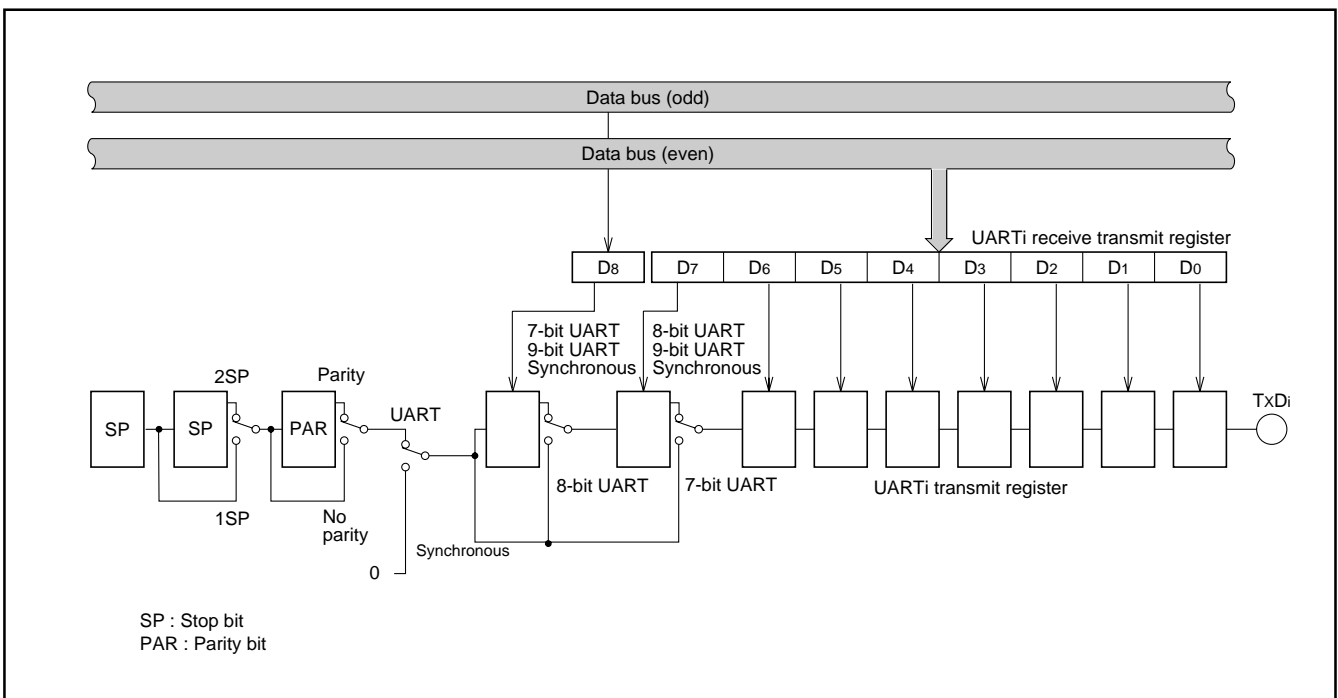 Data bus (odd)
Data bus (even)
UARTi receive transmit register
D8 D7 D6 D5 D4 D3 D2 D1 D0
7-bit UART
9-bit UART
Synchronous
8-bit UART
9-bit UART
Synchronous
2SP
Parity
UART
TXDi
SP
SP
PAR
8-bit UART
7-bit UART
UARTi transmit register
1SP
No
parity
Synchronous
0
SP : Stop bit
PAR : Parity bit